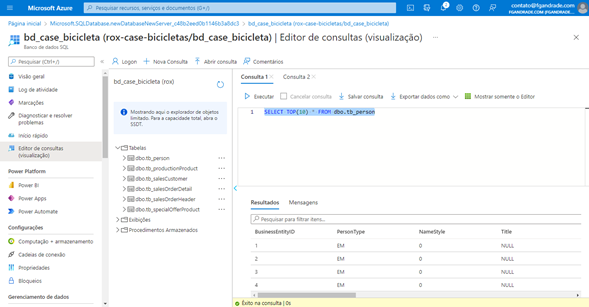 Microsoft Azure
Pesquisar recursos, serviços e documentos (G+/)
contato@fgandrade.com
FGANDRADE.COM
Página inicial > Microsoft.SQLDatabase.newDatabaseNewServer_c48b2eed0b1146b3a8dc3 > bd_case_bicicleta (rox-case-bicicletas/bd_case_bicicleta)
bd_case_bicicleta (rox-case-bicicletas/bd_case_bicicleta) | Editor de consultas (visualização) ...
Banco de dados SQL
Pesquisar (Ctrl+/)
Visão geral
Log de atividade
Marcações
Diagnosticar e resolver problemas
Início rápido
Editor de consultas (visualização)
Power Platform
Power BI
Power Apps
Power Automate
Configurações
Computação + armazenamento
Cadeias de conexão
Propriedades
Bloqueios
Gerenciamento de dados
Logon
Nova Consulta
Abrir consulta
Comentários
bd_case_bicicleta (rox)
Mostrando aqui o explorador de objetos limitado. Para a capacidade total, abra o SSDT.
Tabelas
dbo.tb_person
dbo.tb_productionProduct
dbo.tb_salesCustomer
dbo.tb_salesOrderDetail
dbo.tb_salesOrderHeader
dbo.tb_specialOfferProduct
Exibições
Procedimentos Armazenados
Consulta 1
Consulta 2
Executar
Cancelar consulta
Salvar consulta
Exportar dados como
Mostrar somente o Editor
1 SELECT TOP(10) * FROM dbo.tb_person
Resultados
Mensagens
Pesquisar para filtrar itens...
BusinessEntityID PersonType NameStyle Title
1 EM 0 NULL
2 EM 0 NULL
3 EM 0 NULL
4 EM 0 NULL
Êxito na consulta | 0s